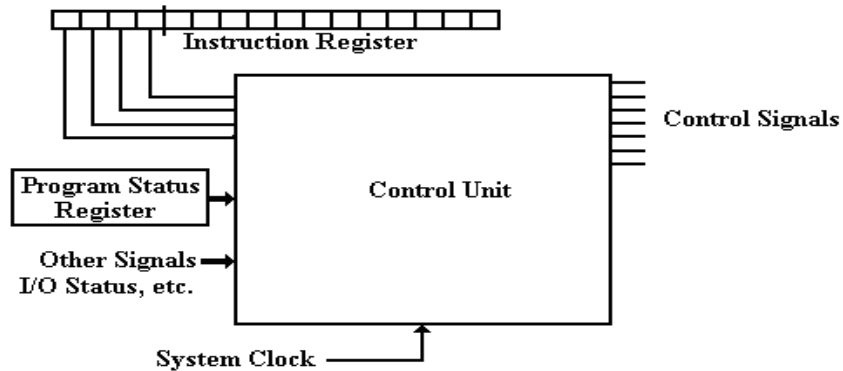 Instruction Register
Control Signals
Program Status
Register
Control Unit
Other Signals
I/O Status, etc.
System Clock